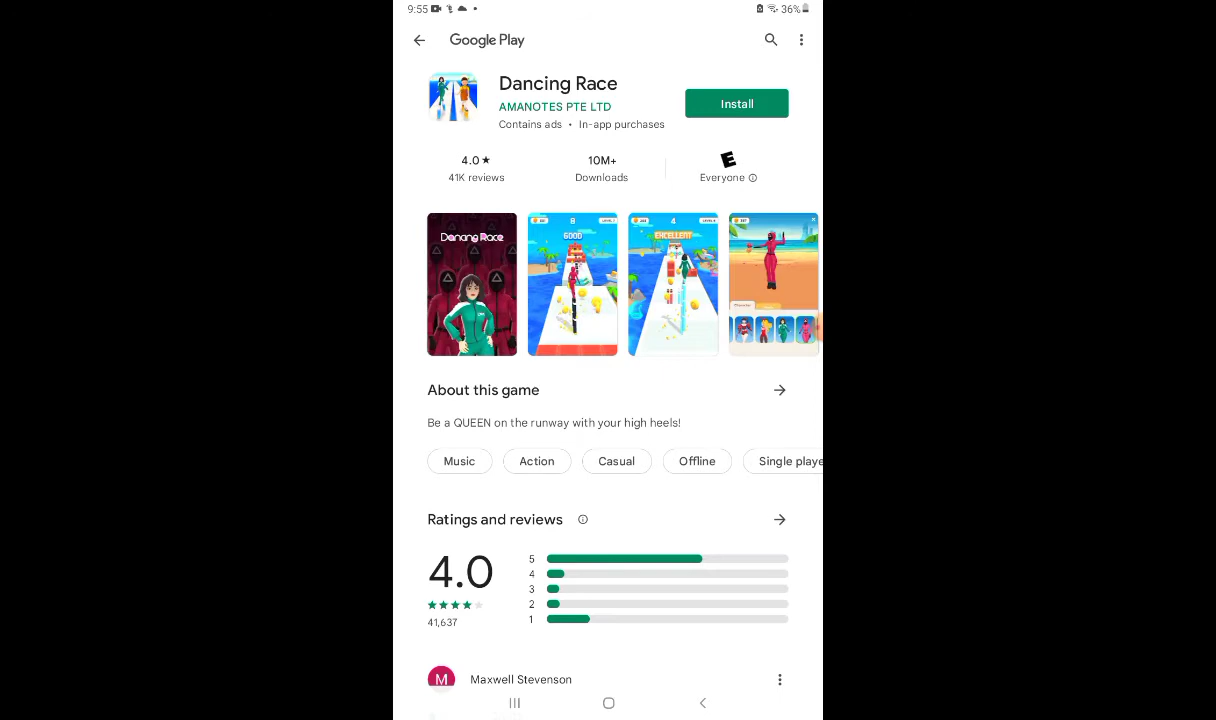 9:55
36%
Google Play
Dancing Race
AMANOTES PTE LTD
Contains ads • In-app purchases
Install
4.0★
41K reviews
10M+
Downloads
E
Everyone
Dancing Race
8
GOOD
4
EXCELLENT
About this game
Be a QUEEN on the runway with your high heels!
Music
Action
Casual
Offline
Single playe
Ratings and reviews
4.0
41,637
5
4
3
2
1
M
Maxwell Stevenson